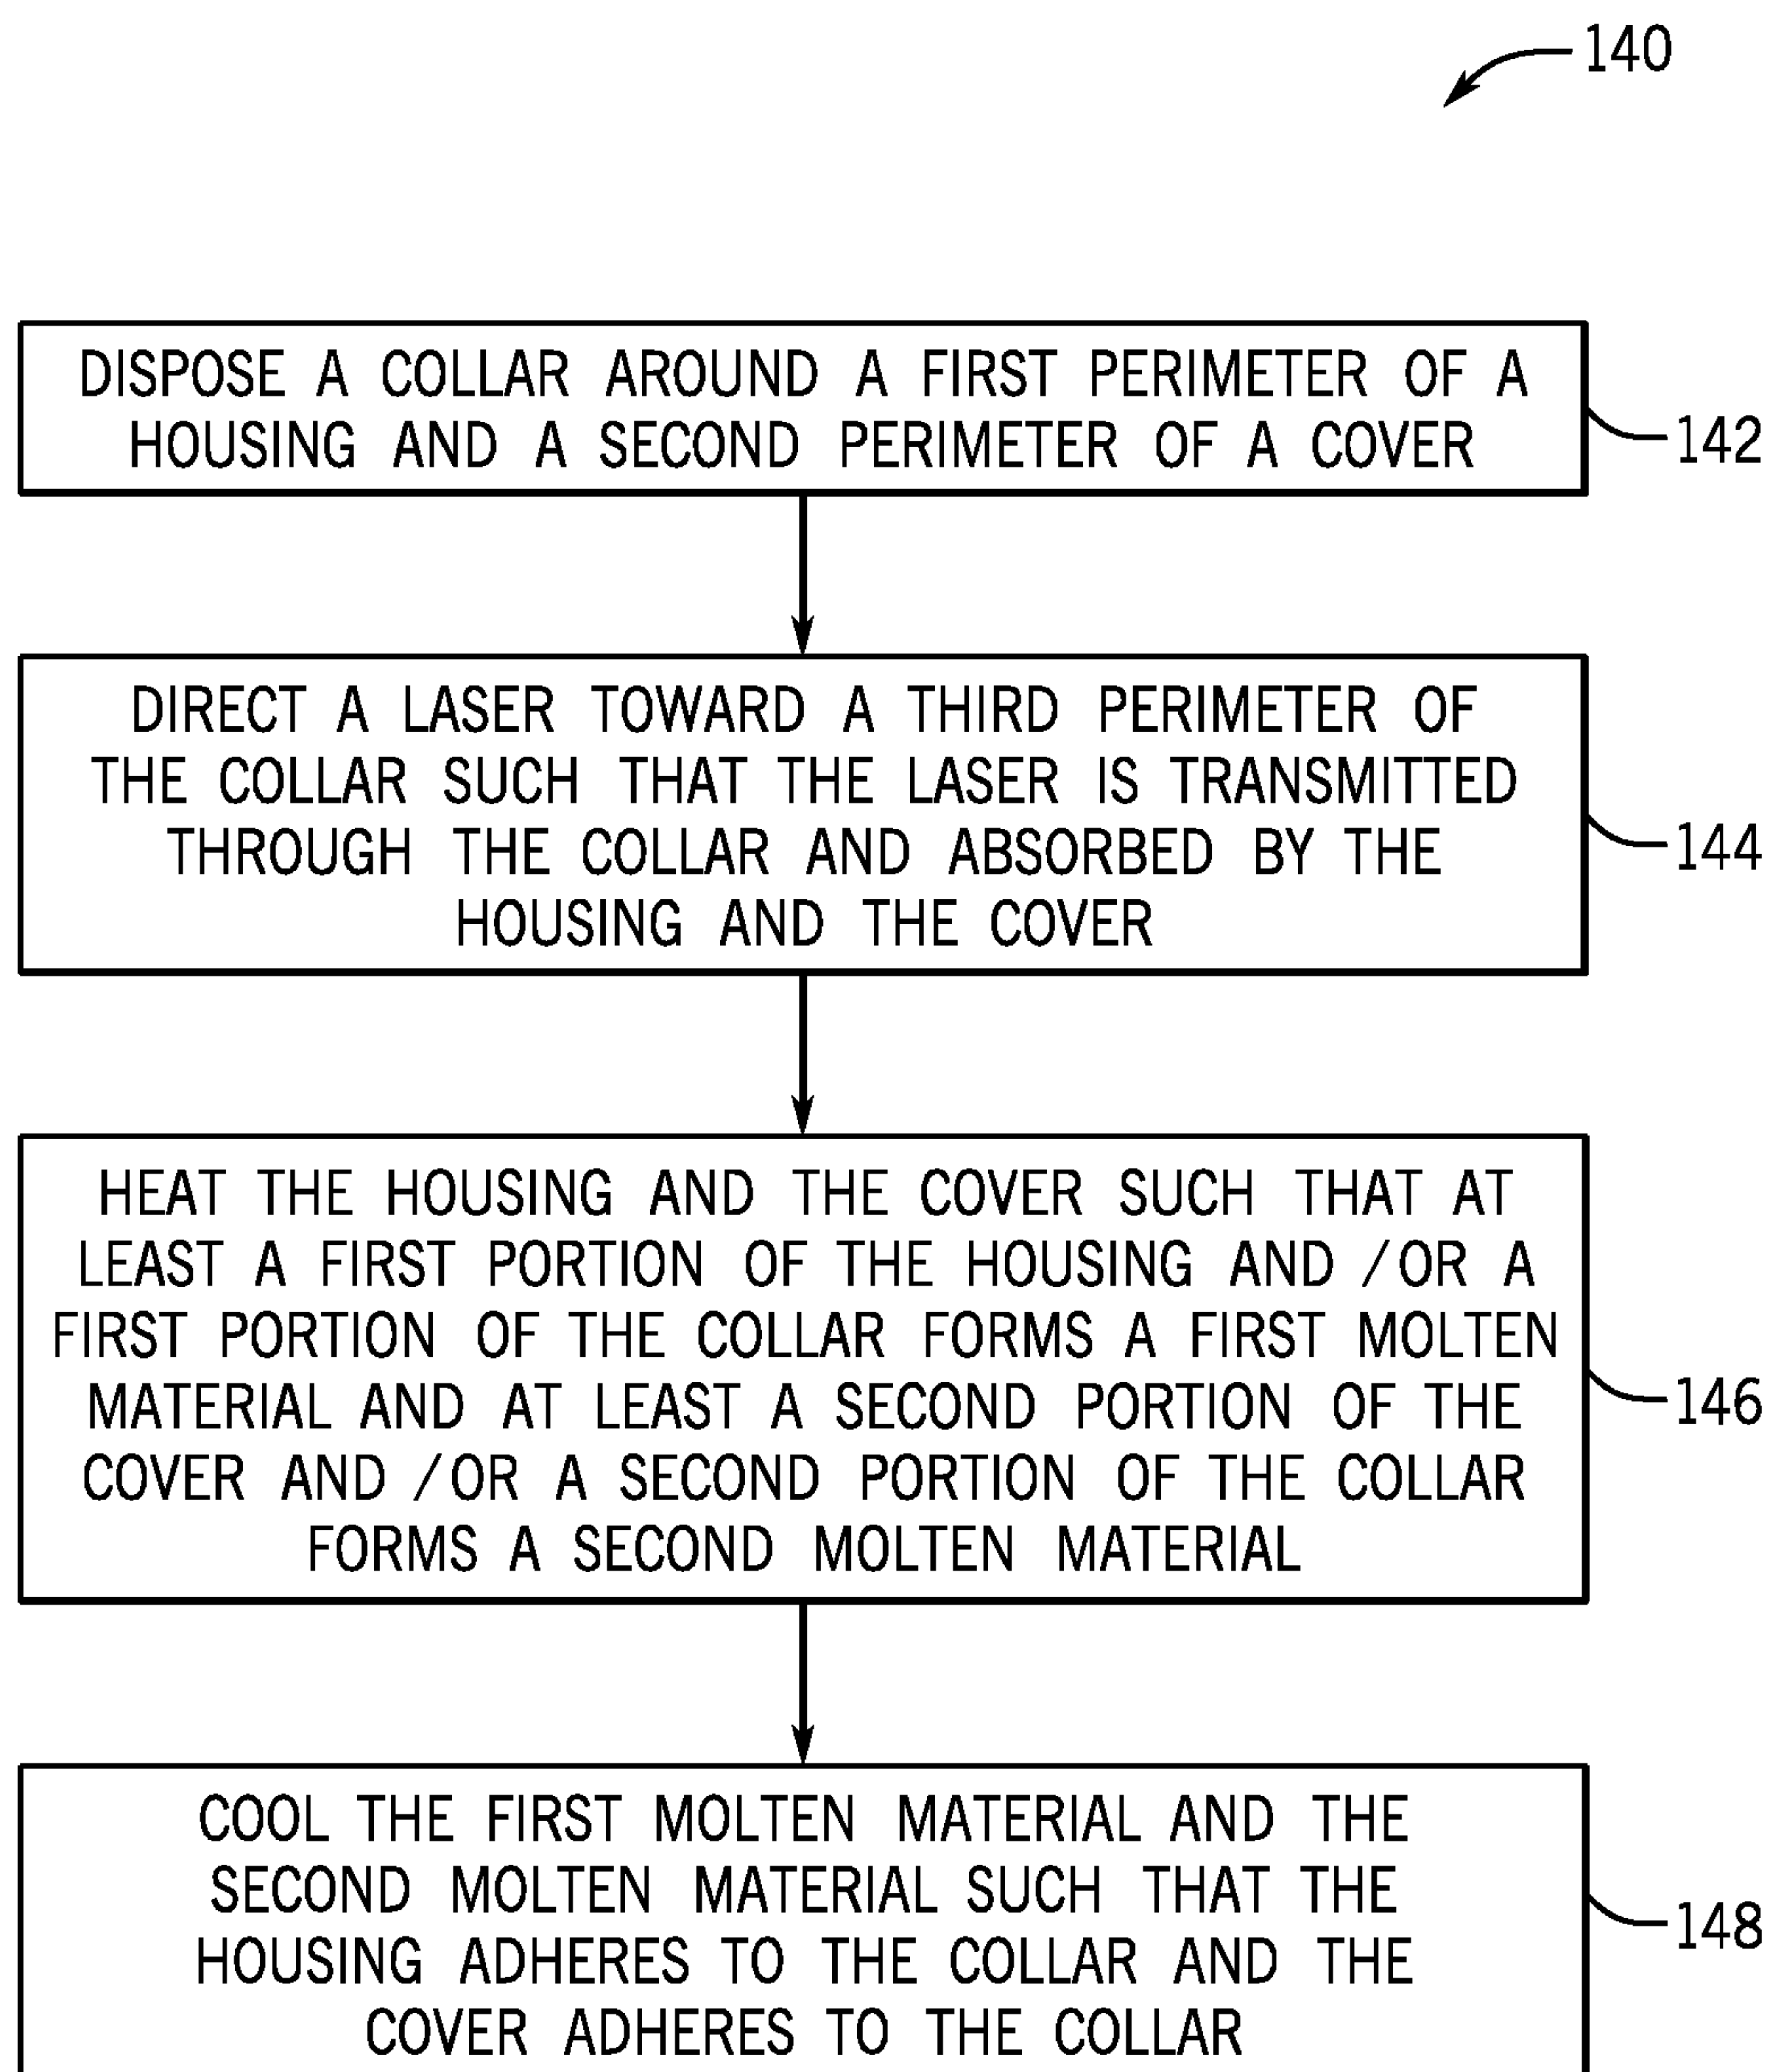 140
DISPOSE A COLLAR AROUND A FIRST PERIMETER OF A
HOUSING AND A SECOND PERIMETER OF A COVER
142
DIRECT A LASER TOWARD A THIRD PERIMETER OF
THE COLLAR SUCH THAT THE LASER IS TRANSMITTED
THROUGH THE COLLAR AND ABSORBED BY THE
HOUSING AND THE COVER
144
HEAT THE HOUSING AND THE COVER SUCH THAT AT
LEAST A FIRST PORTION OF THE HOUSING AND /OR A
FIRST PORTION OF THE COLLAR FORMS A FIRST MOLTEN
MATERIAL AND AT LEAST A SECOND PORTION OF THE
COVER AND /OR A SECOND PORTION OF THE COLLAR
FORMS A SECOND MOLTEN MATERIAL
146
COOL THE FIRST MOLTEN MATERIAL AND THE
SECOND MOLTEN MATERIAL SUCH THAT THE
HOUSING ADHERES TO THE COLLAR AND THE
COVER ADHERES TO THE COLLAR
148